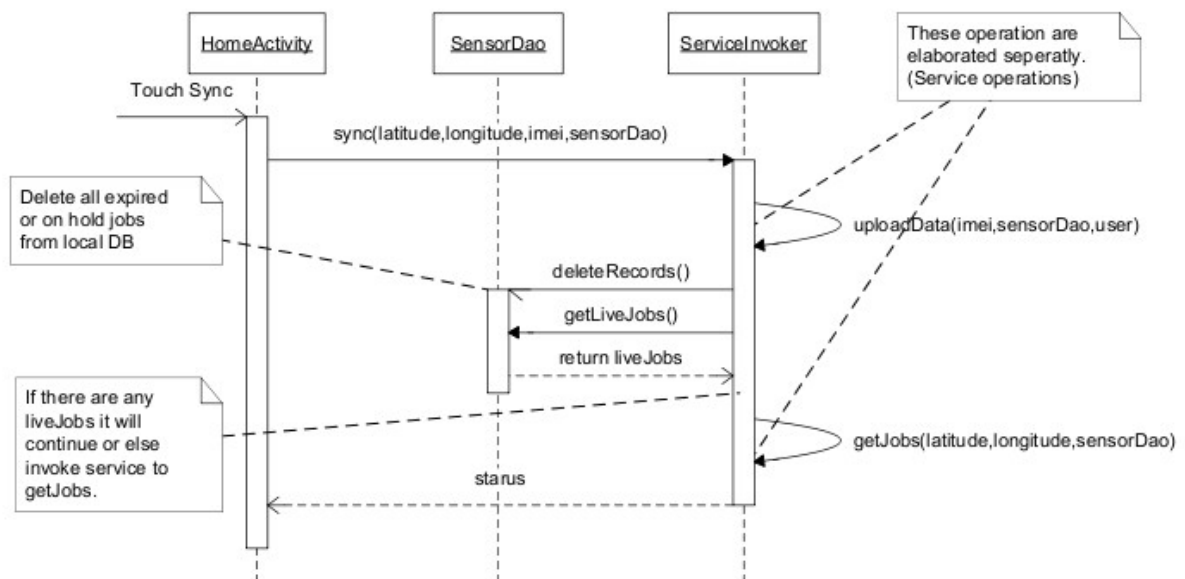 HomeActivity
SensorDao
ServiceInvoker
These operation are
elaborated seperatly.
(Service operations)
Touch Sync
sync(latitude,longitude,imei,sensorDao)
Delete all expired
or on hold jobs
from local DB
uploadData(imei,sensorDao,user)
deleteRecords()
getLiveJobs()
return liveJobs
If there are any
liveJobs it will
continue or else
invoke service to
getJobs.
getJobs(latitude,longitude,sensorDao)
starus